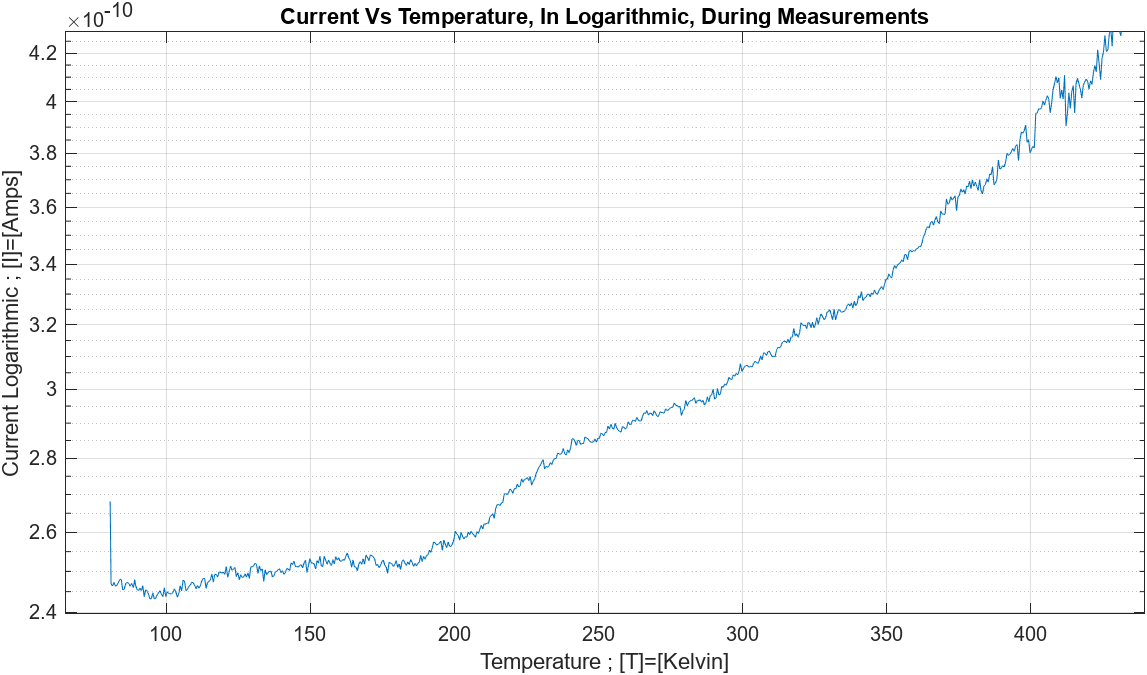 ×10-10
Current Vs Temperature, In Logarithmic, During Measurements
4.2
4
3.8
3.6
3.4
3.2
3
2.8
2.6
2.4
Current Logarithmic ; [I]=[Amps]
100 150 200 250 300 350 400
Temperature ; [T]=[Kelvin]